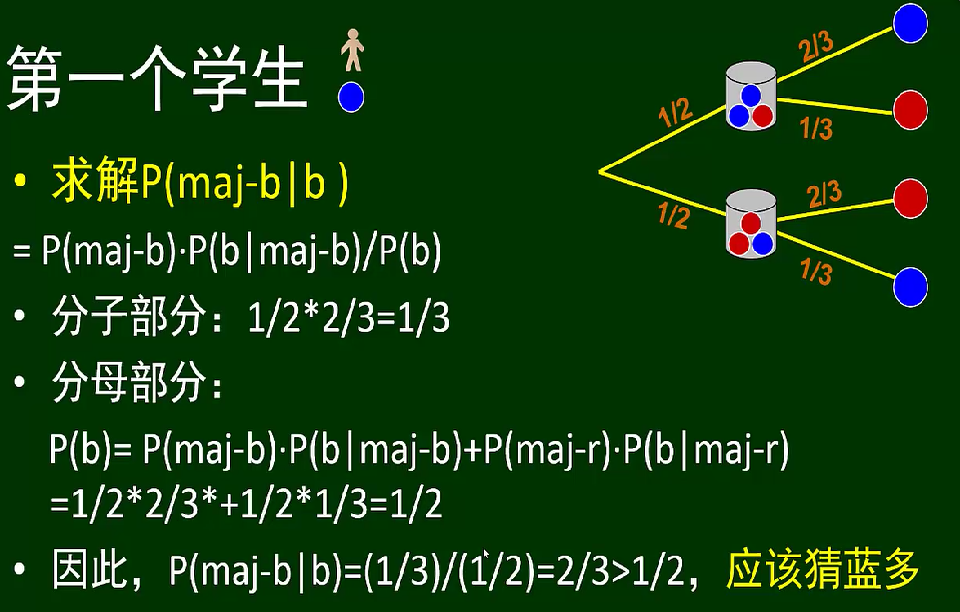 第一个学生
• 求解P(maj-b|b )
= P(maj-b)·P(b|maj-b)/P(b)
• 分子部分：1/2*2/3=1/3
• 分母部分：
P(b)= P(maj-b)·P(b|maj-b)+P(maj-r)·P(b|maj-r)
=1/2*2/3*+1/2*1/3=1/2
• 因此，P(maj-b|b)=(1/3)/(1/2)=2/3>1/2，应该猜蓝多
1/2
2/3
1/3
1/2
2/3
1/3